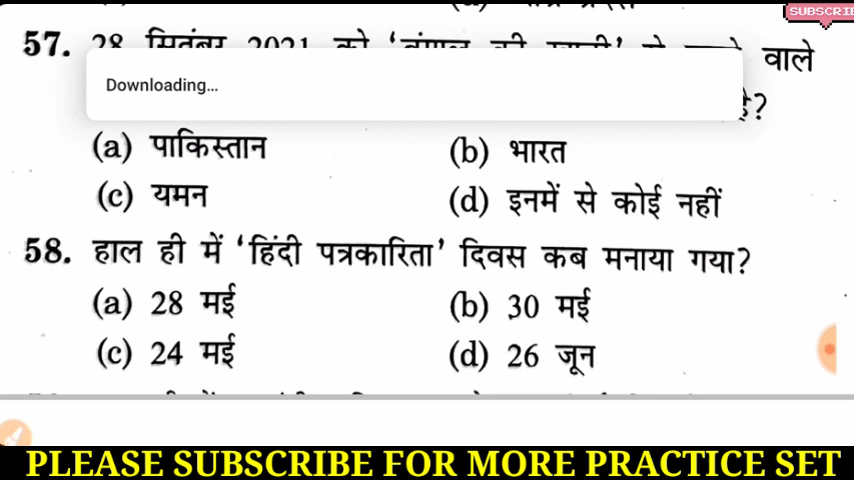 SUBSCRIBE
57. 28 सितंबर 2021 को ‘बंगाल की खाड़ी’ से वाले
है?
Downloading...
(a) पाकिस्तान (b) भारत
(c) यमन (d) इनमें से कोई नहीं
58. हाल ही में ‘हिंदी पत्रकारिता’ दिवस कब मनाया गया?
(a) 28 मई (b) 30 मई
(c) 24 मई (d) 26 जून
PLEASE SUBSCRIBE FOR MORE PRACTICE SET